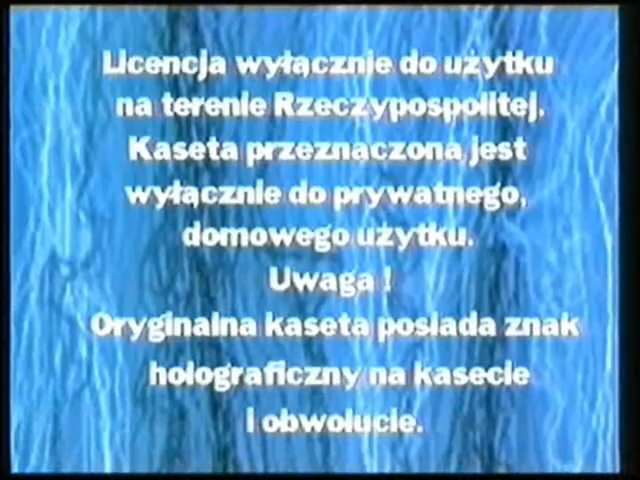 Licencja wyłącznie do użytku
na terenie Rzeczypospolitej.
Kaseta przeznaczona jest
wyłącznie do prywatnego,
domowego użytku.
Uwaga !
Oryginalna kaseta posiada znak
holograficzny na kasecie
i obwolucie.